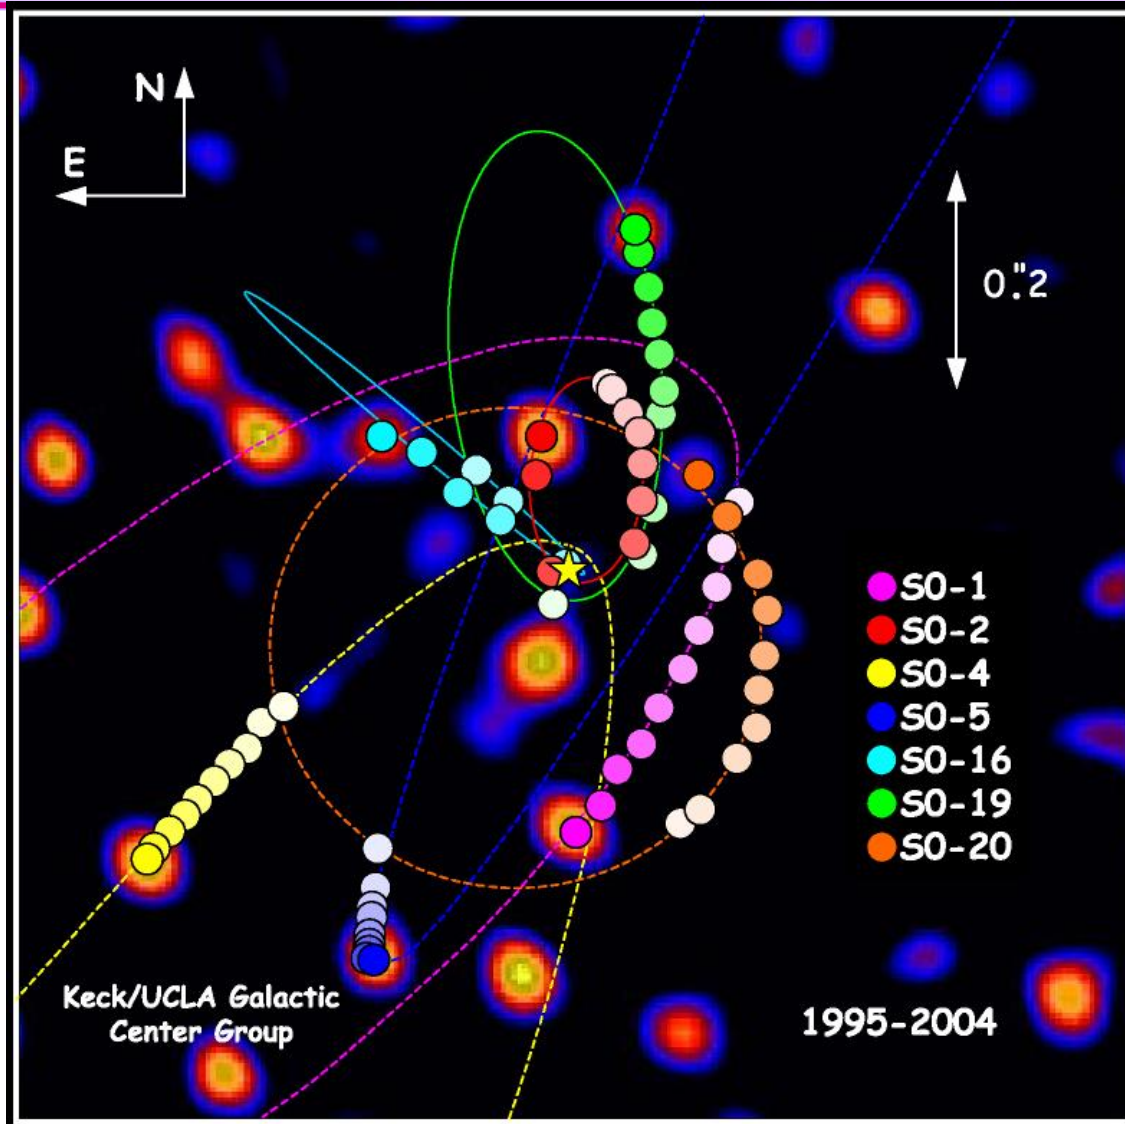 N
E
0."2
S0-1
S0-2
S0-4
S0-5
S0-16
S0-19
S0-20
Keck/UCLA Galactic
Center Group
1995-2004